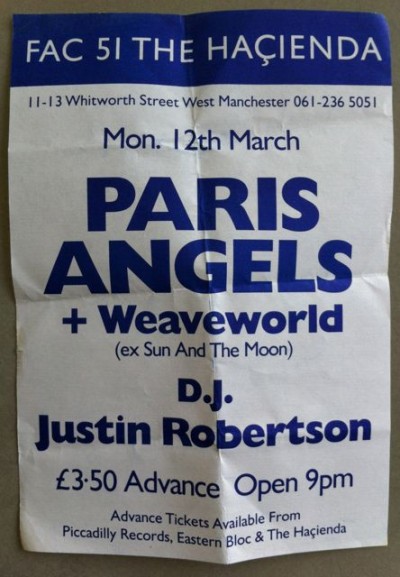 FAC 51 THE HAÇIENDA
11-13 Whitworth Street West Manchester 061-236 5051
Mon. 12th March
PARIS
ANGELS
+ Weaveworld
(ex Sun And The Moon)
D.J.
Justin Robertson
£3·50 Advance Open 9pm
Advance Tickets Available From
Piccadilly Records, Eastern Bloc & The Haçienda